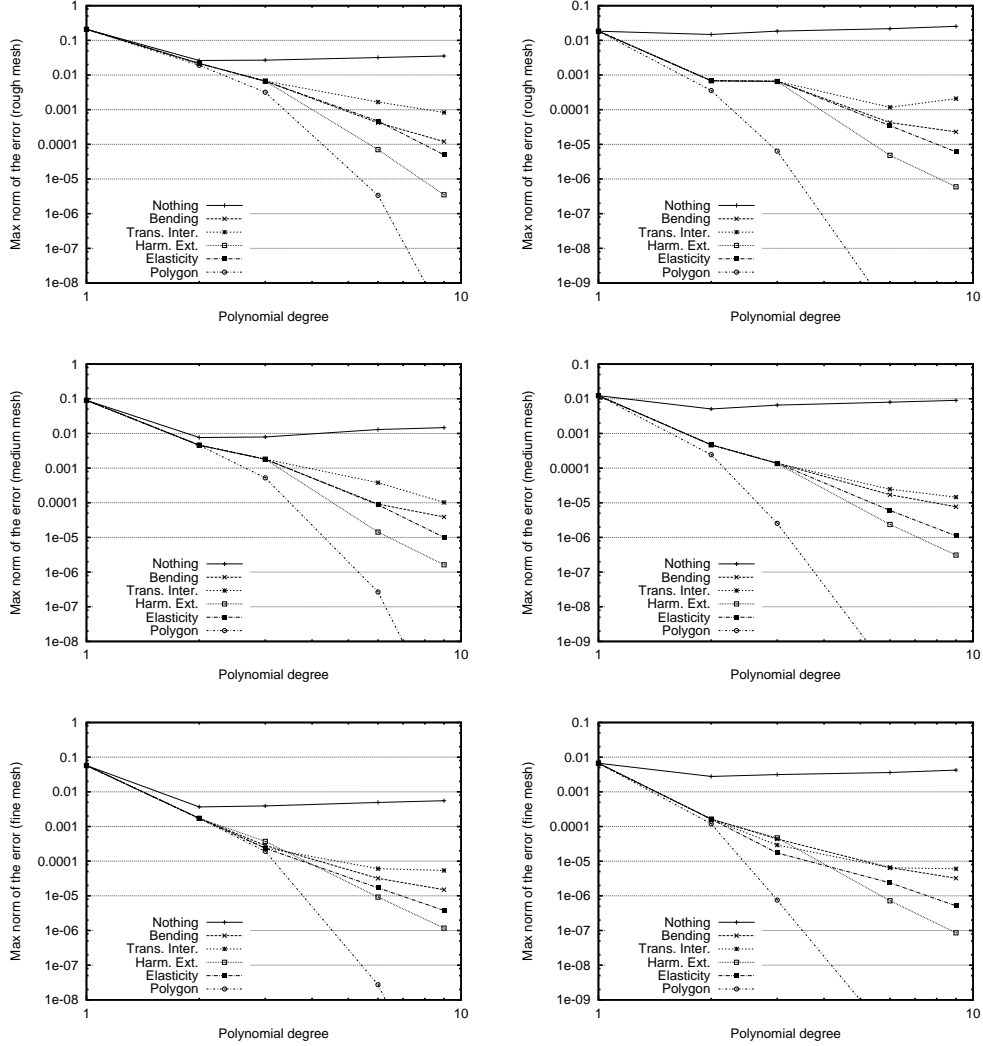 Max norm of the error (rough mesh)
1
0.1
0.01
0.001
0.0001
1e-05
1e-06
1e-07
1e-08
Nothing
Bending
Trans. Inter.
Harm. Ext.
Elasticity
Polygon
1
10
Polynomial degree
Max norm of the error (rough mesh)
0.1
0.01
0.001
0.0001
1e-05
1e-06
1e-07
1e-08
1e-09
Nothing
Bending
Trans. Inter.
Harm. Ext.
Elasticity
Polygon
1
10
Polynomial degree
Max norm of the error (medium mesh)
1
0.1
0.01
0.001
0.0001
1e-05
1e-06
1e-07
1e-08
Nothing
Bending
Trans. Inter.
Harm. Ext.
Elasticity
Polygon
1
10
Polynomial degree
Max norm of the error (medium mesh)
0.1
0.01
0.001
0.0001
1e-05
1e-06
1e-07
1e-08
1e-09
Nothing
Bending
Trans. Inter.
Harm. Ext.
Elasticity
Polygon
1
10
Polynomial degree
Max norm of the error (fine mesh)
1
0.1
0.01
0.001
0.0001
1e-05
1e-06
1e-07
1e-08
Nothing
Bending
Trans. Inter.
Harm. Ext.
Elasticity
Polygon
1
10
Polynomial degree
Max norm of the error (fine mesh)
0.1
0.01
0.001
0.0001
1e-05
1e-06
1e-07
1e-08
1e-09
Nothing
Bending
Trans. Inter.
Harm. Ext.
Elasticity
Polygon
1
10
Polynomial degree